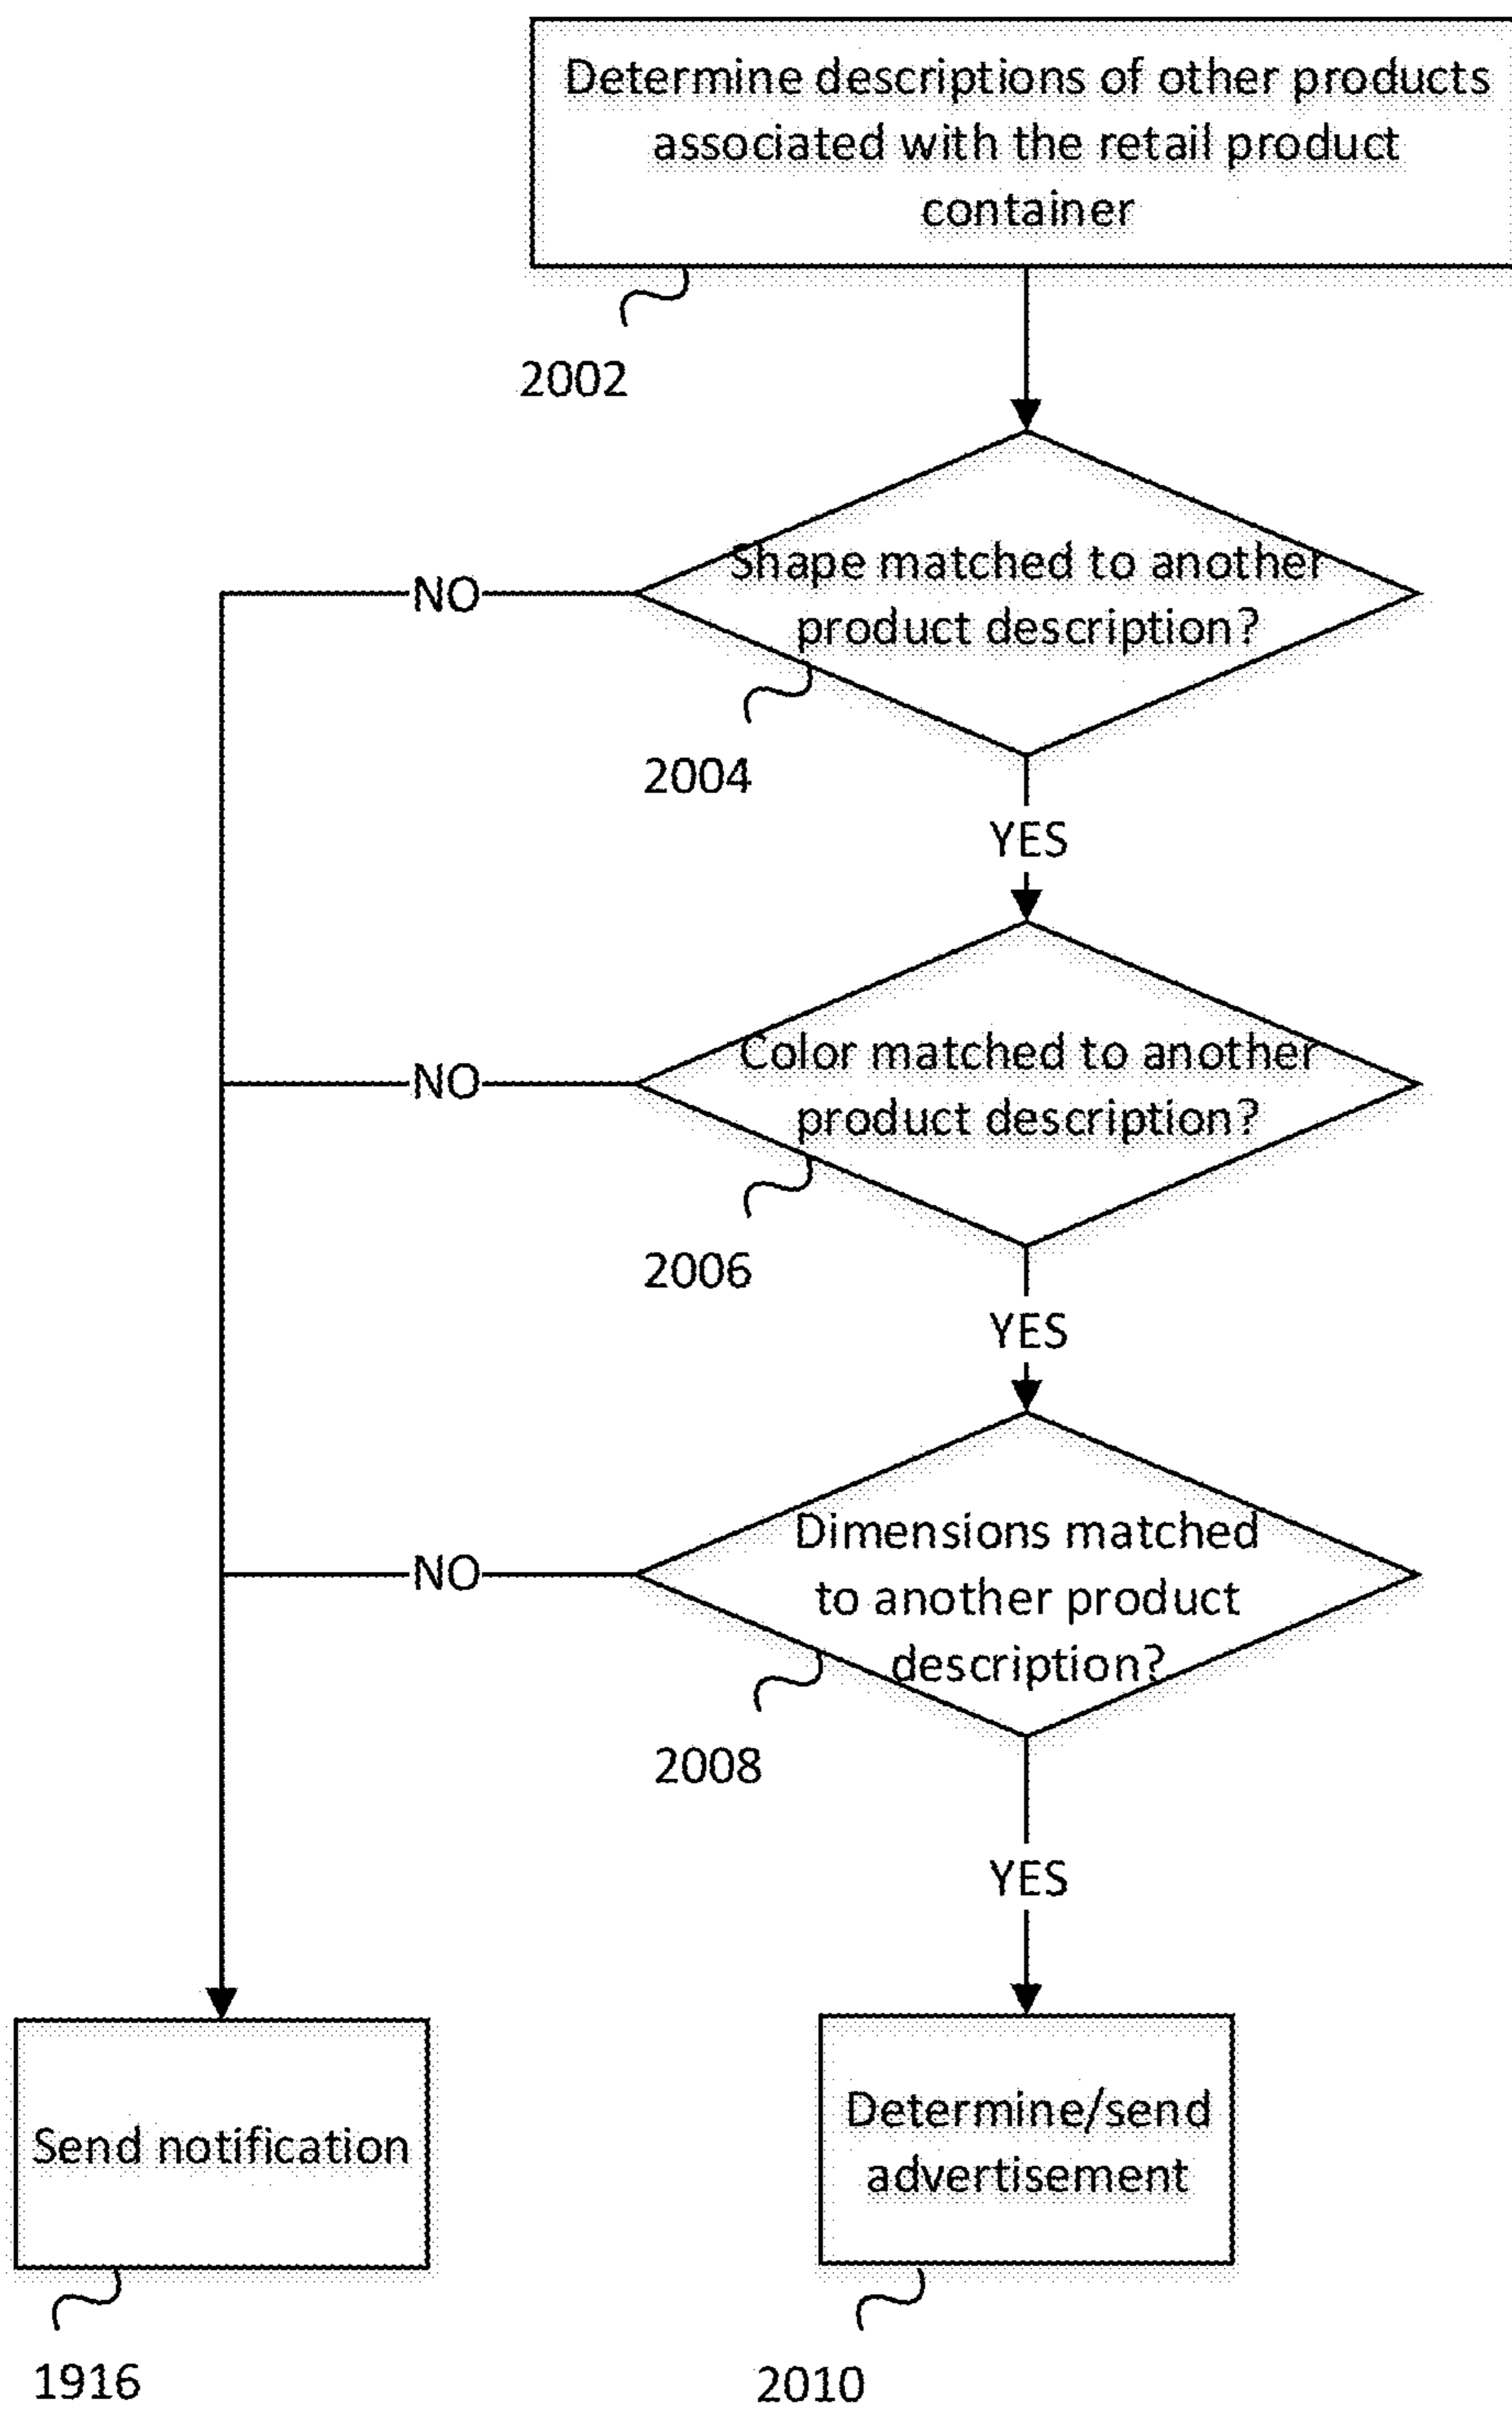 Determine descriptions of other products
associated with the retail product
container
2002
Shape matched to another
product description?
NO
2004
YES
Color matched to another
product description?
NO
2006
YES
Dimensions matched
to another product
description?
NO
2008
YES
Send notification
Determine/send
advertisement
1916
2010